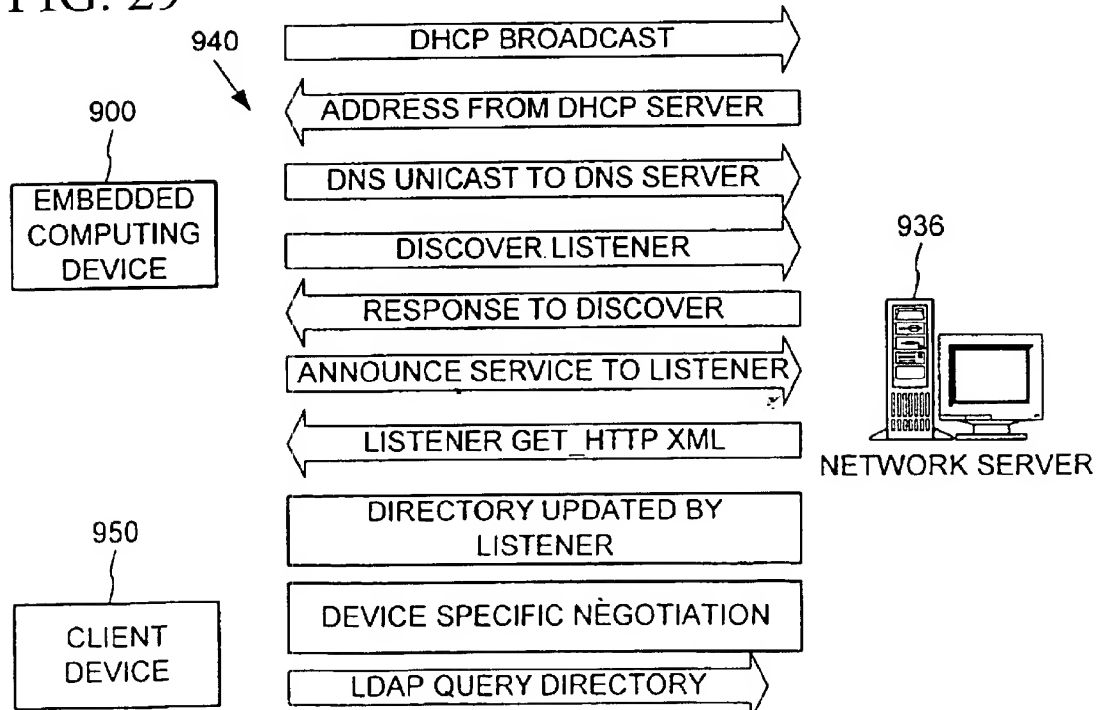 FIG. 29
940
DHCP BROADCAST
ADDRESS FROM DHCP SERVER
900
EMBEDDED
COMPUTING
DEVICE
DNS UNICAST TO DNS SERVER
DISCOVER LISTENER
936
RESPONSE TO DISCOVER
ANNOUNCE SERVICE TO LISTENER
LISTENER GET_HTTP XML
NETWORK SERVER
DIRECTORY UPDATED BY
LISTENER
950
CLIENT
DEVICE
DEVICE SPECIFIC NEGOTIATION
LDAP QUERY DIRECTORY